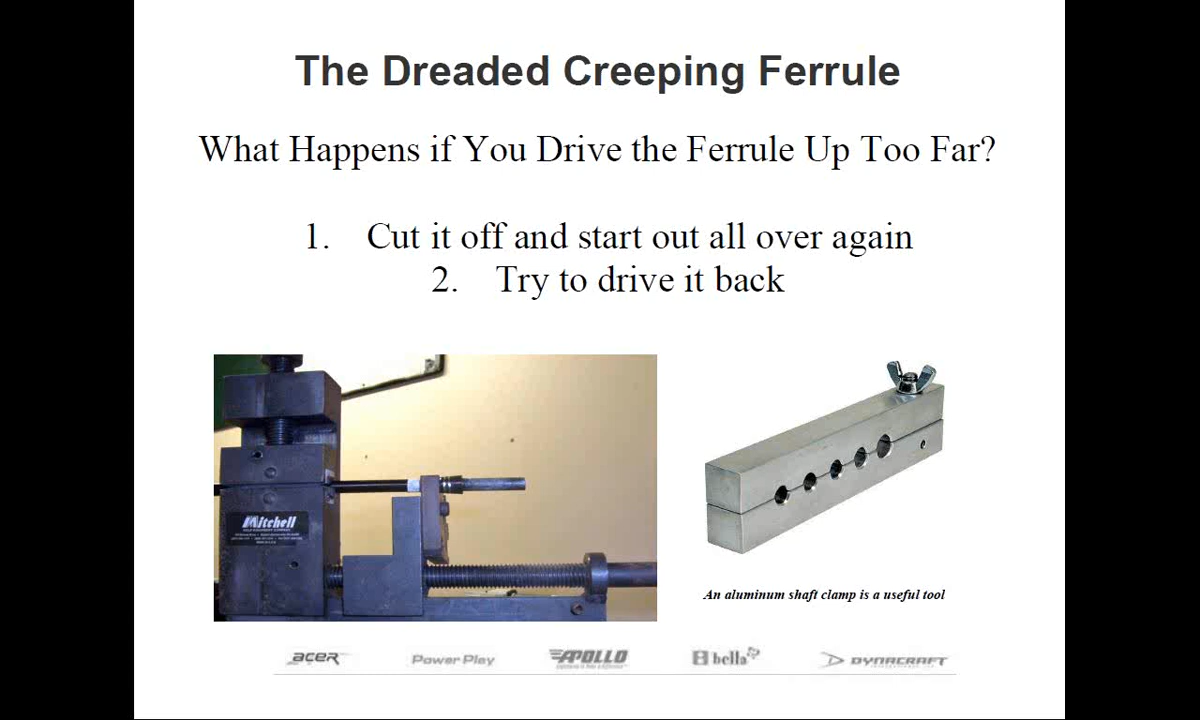 The Dreaded Creeping Ferrule
What Happens if You Drive the Ferrule Up Too Far?
1. Cut it off and start out all over again
2. Try to drive it back
Mitchell
An aluminum shaft clamp is a useful tool
acer
Power Play
APOLLO
bella
DYNACRAFT